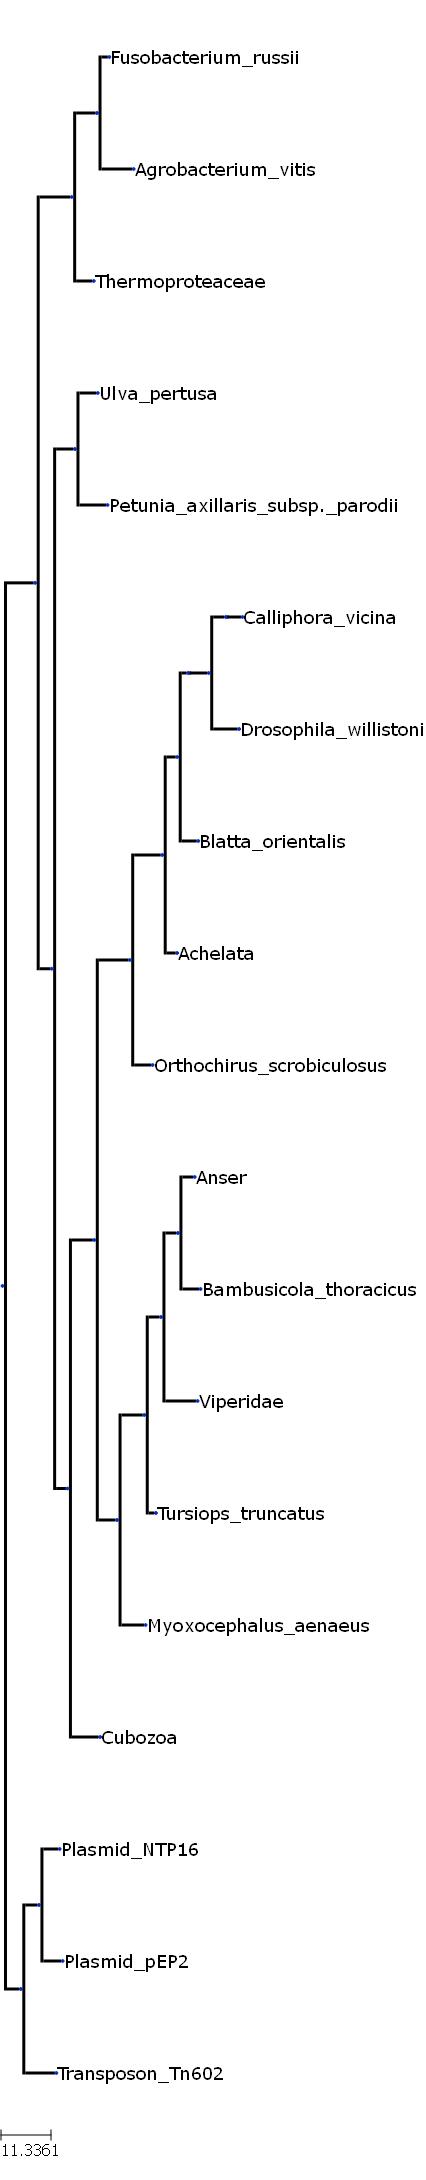 Fusobacterium_russii
Agrobacterium_vitis
Thermoproteaceae
Ulva_pertusa
Petunia_axillaris_subsp._parodii
Calliphora_vicina
Drosophila_willistoni
Blatta_orientalis
Achelata
Orthochirus_scrobiculosus
Anser
Bambusicola_thoracicus
Viperidae
Tursiops_truncatus
Myoxocephalus_aenaeus
Cubozoa
Plasmid_NTP16
Plasmid_pEP2
Transposon_Tn602
11.3361